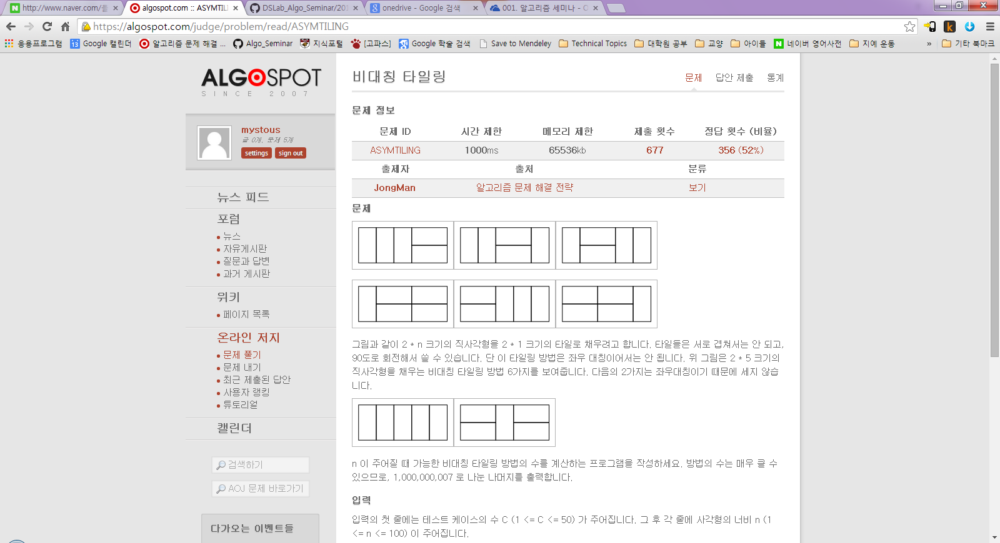 http://www.naver.com/을
algospot.com :: ASYMTIL
DSLab_Algo_Seminar/201
onedrive - Google 검색
001. 알고리즘 세미나 - O
https://algospot.com/judge/problem/read/ASYMTILING
응용프로그램 Google 캘린더 알고리즘 문제 해결 ... Algo_Seminar 지식포털 [고파스] Google 학술 검색 Save to Mendeley Technical Topics 대학원 공부 교양 아이들 네이버 영어사전 지예 운동 » 기타 북마크
ALGOSPOT
SINCE 2007
mystous
글 0개, 문제 5개
settings sign out
뉴스 피드
포럼
뉴스
자유게시판
질문과 답변
과거 게시판
위키
페이지 목록
온라인 저지
문제 풀기
문제 내기
최근 제출된 답안
사용자 랭킹
튜토리얼
캘린더
검색하기
AOJ 문제 바로가기
다가오는 이벤트들
비대칭 타일링
문제 답안 제출 통계
문제 정보
문제 ID 시간 제한 메모리 제한 제출 횟수 정답 횟수 (비율)
ASYMTILING 1000ms 65536kb 677 356 (52%)
출제자 출처 분류
JongMan 알고리즘 문제 해결 전략 보기
문제
그림과 같이 2 * n 크기의 직사각형을 2 * 1 크기의 타일로 채우려고 합니다. 타일들은 서로 겹쳐서는 안 되고,
90도로 회전해서 쓸 수 있습니다. 단 이 타일링 방법은 좌우 대칭이어서는 안 됩니다. 위 그림은 2 * 5 크기의
직사각형을 채우는 비대칭 타일링 방법 6가지를 보여줍니다. 다음의 2가지는 좌우대칭이기 때문에 세지 않습
니다.
n 이 주어질 때 가능한 비대칭 타일링 방법의 수를 계산하는 프로그램을 작성하세요. 방법의 수는 매우 클 수
있으므로, 1,000,000,007 로 나눈 나머지를 출력합니다.
입력
입력의 첫 줄에는 테스트 케이스의 수 C (1 <= C <= 50) 가 주어집니다. 그 후 각 줄에 사각형의 너비 n (1
<= n <= 100) 이 주어집니다.